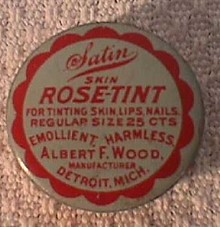 Satin
SKIN
ROSE-TINT
FOR TINTING SKIN, LIPS, NAILS.
REGULAR SIZE 25 CTS
EMOLLIENT, HARMLESS.
ALBERT F. WOOD,
MANUFACTURER
DETROIT, MICH.